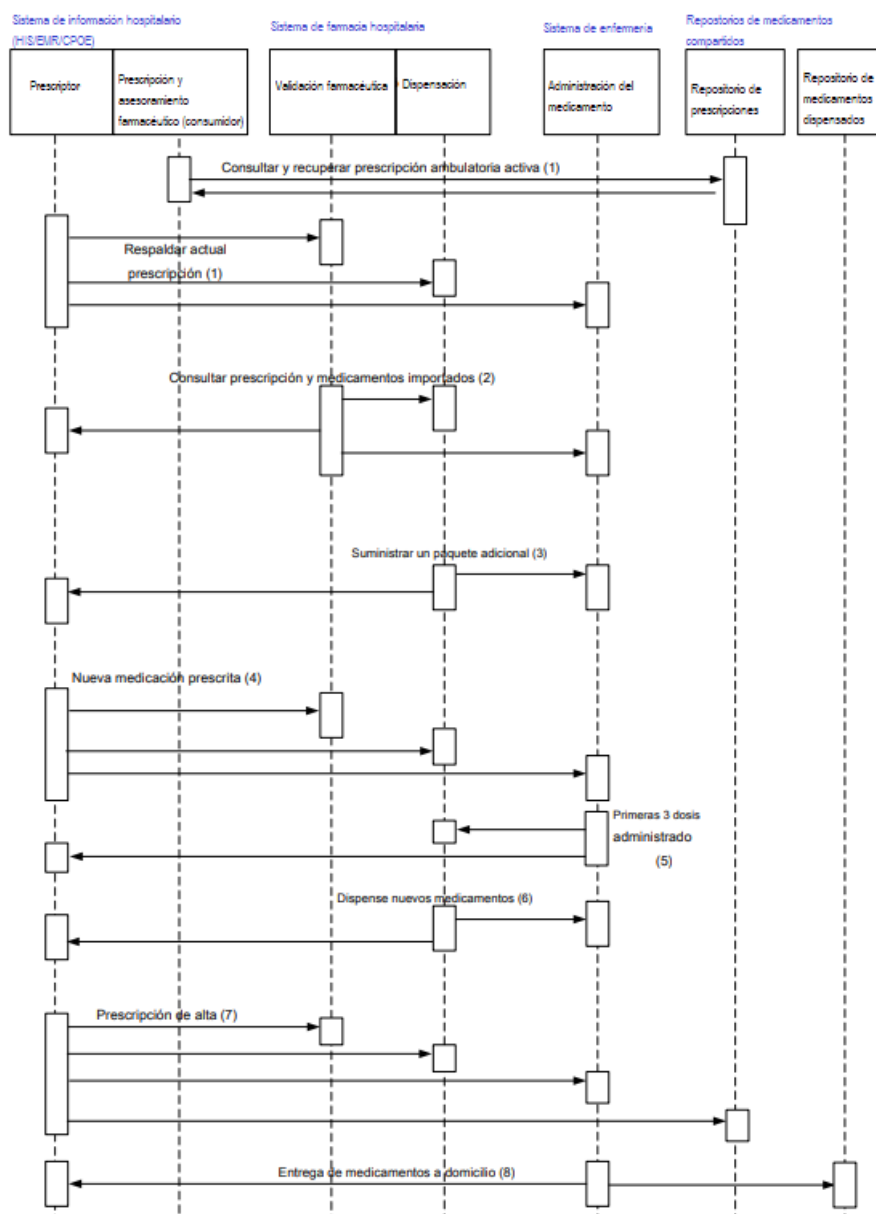 Sistema de información hospitalario
(HIS/EMR/CPOE)
Sistema de farmacia hospitalaria
Sistema de enfermería
Repostorios de medicamentos
compartidos
Prescriptor
Prescripción y
asesoramiento
farmacéutico (consumidor)
Validación farmacéutica
Dispensación
Administración del
medicamento
Repositorio de
prescripciones
Repositorio de
medicamentos
dispensados
Consultar y recuperar prescripción ambulatoria activa (1)
Respaldar actual
prescripción (1)
Consultar prescripción y medicamentos importados (2)
Suministrar un paquete adicional (3)
Nueva medicación prescrita (4)
Primeras 3 dosis
administrado
(5)
Dispense nuevos medicamentos (6)
Prescripción de alta (7)
Entrega de medicamentos a domicilio (8)